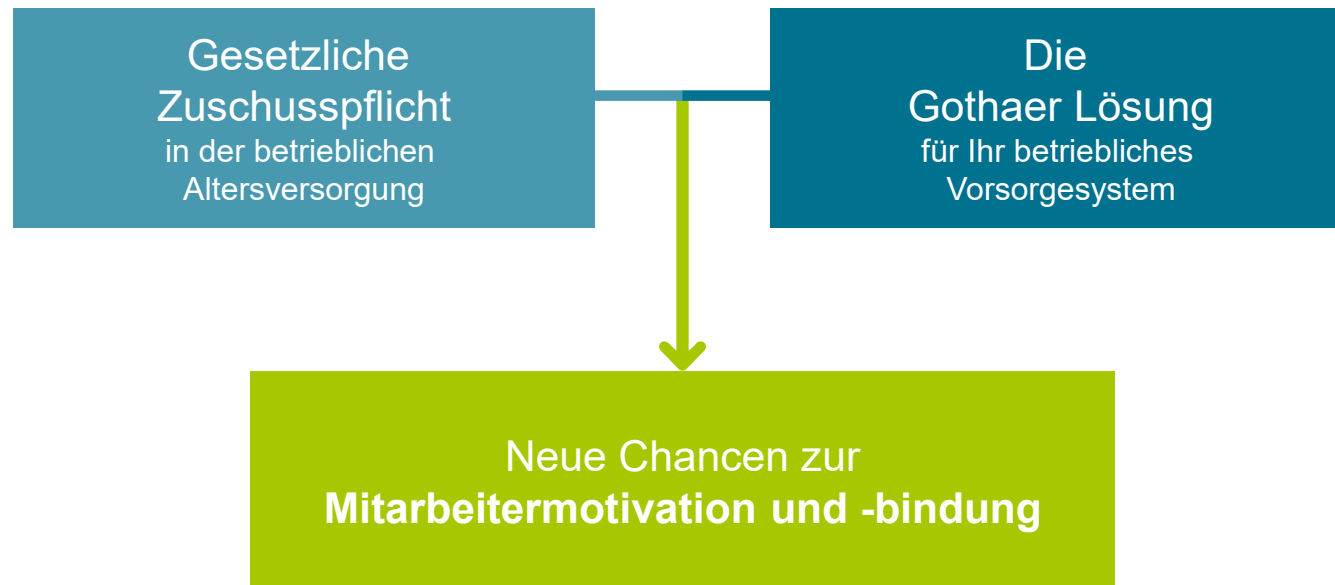 Gesetzliche
Zuschusspflicht
in der betrieblichen
Altersversorgung
Die
Gothaer Lösung
für Ihr betriebliches
Vorsorgesystem
Neue Chancen zur
Mitarbeitermotivation und -bindung